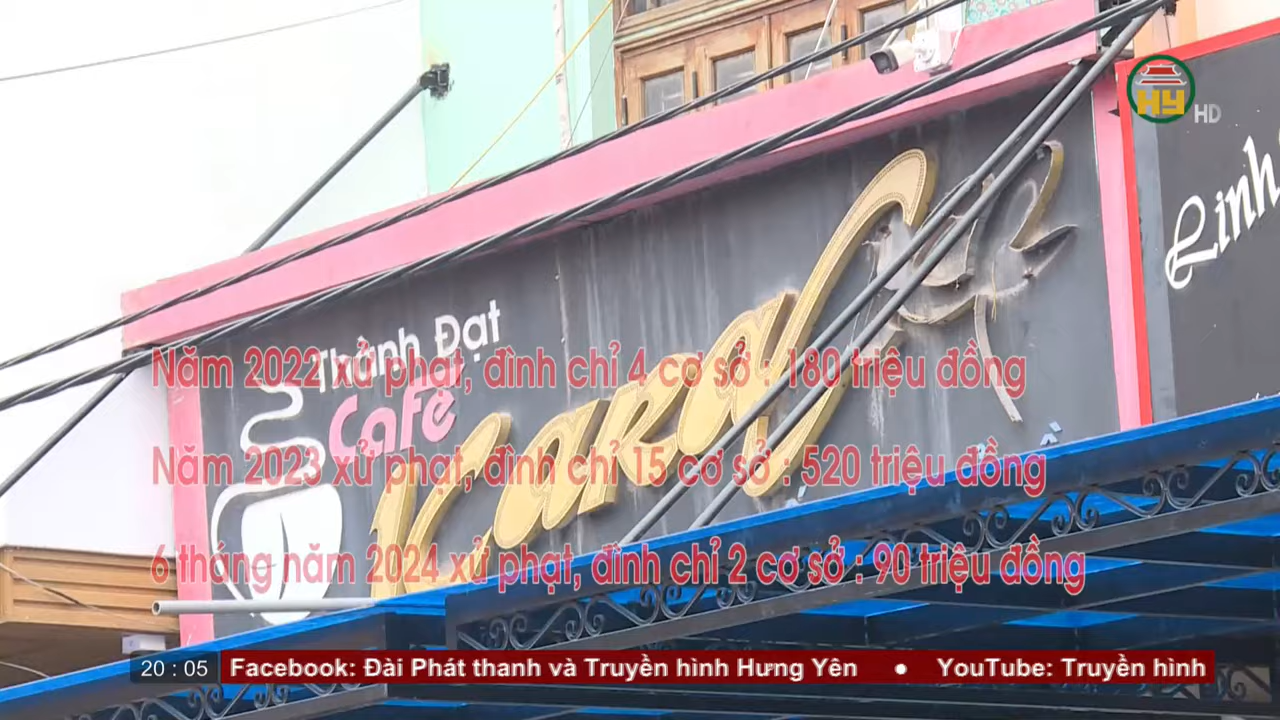 HY HD
Linh
Thành Đạt
CaFe
Kara
Năm 2022 xử phạt, đình chỉ 4 cơ sở : 180 triệu đồng
Năm 2023 xử phạt, đình chỉ 15 cơ sở : 520 triệu đồng
6 tháng năm 2024 xử phạt, đình chỉ 2 cơ sở : 90 triệu đồng
20 : 05 Facebook: Đài Phát thanh và Truyền hình Hưng Yên • YouTube: Truyền hình